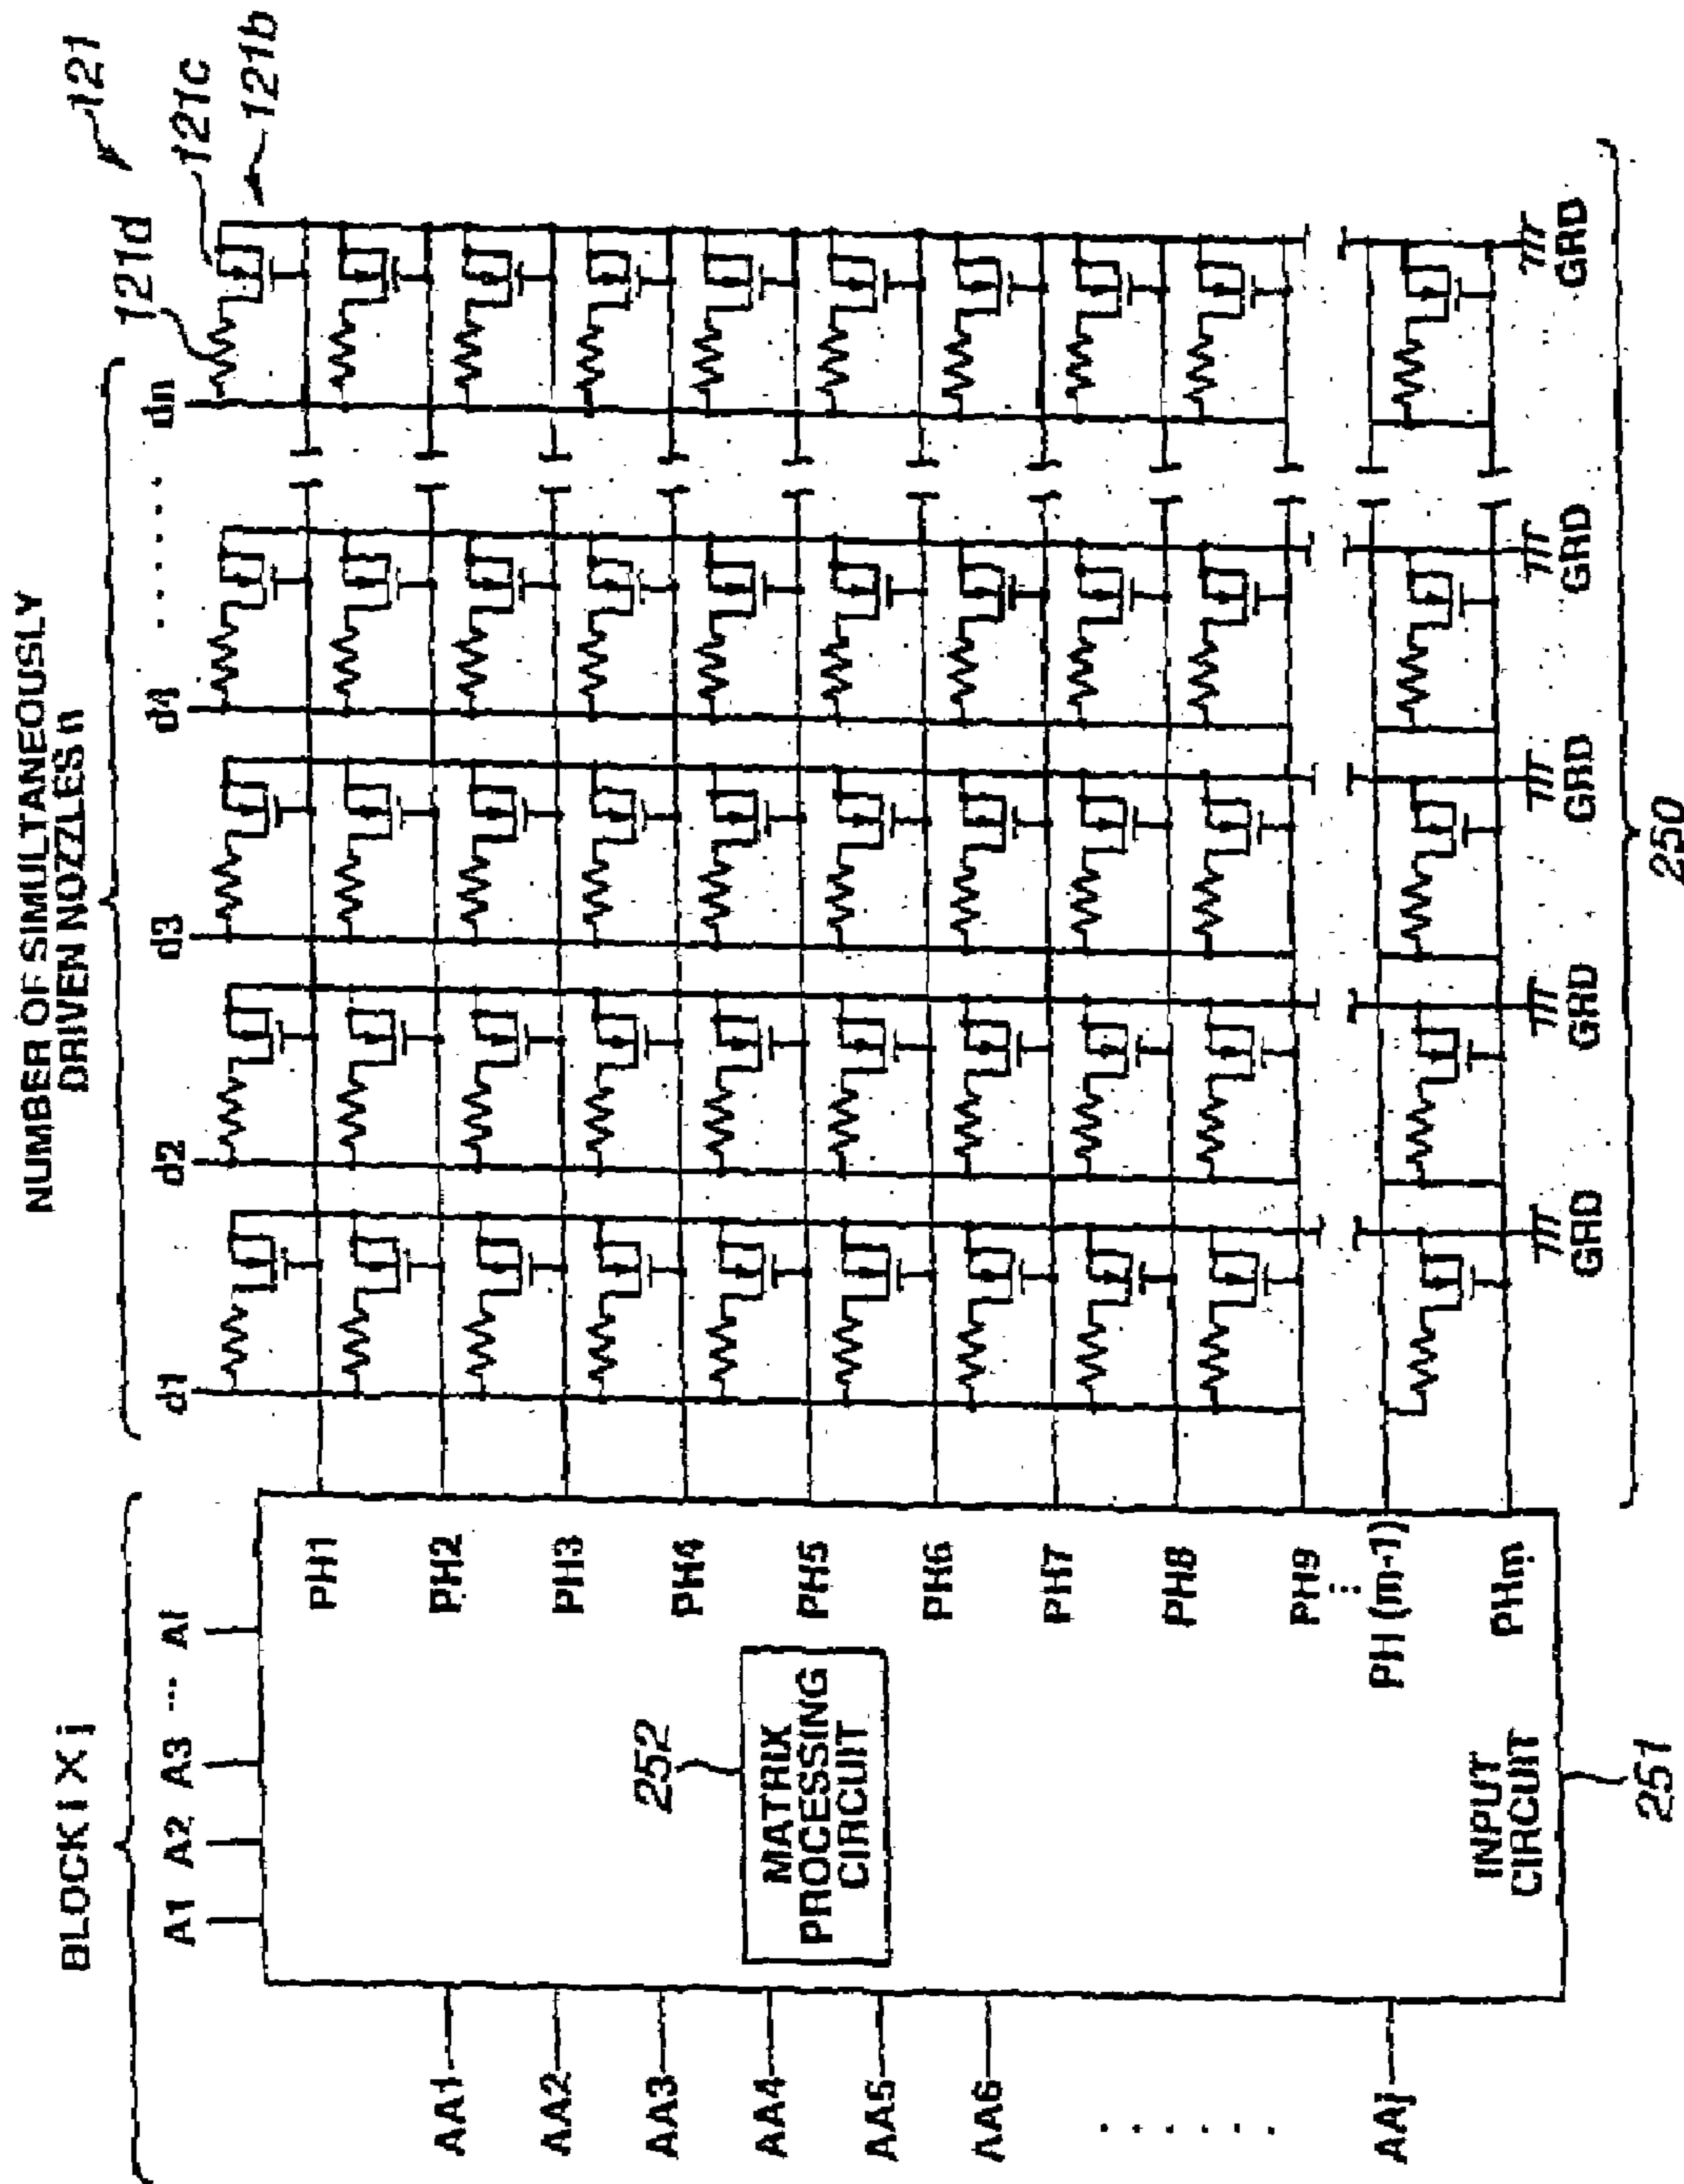 NUMBER OF SIMULTANEOUSLY
DRIVEN NOZZLES n
BLOCK i X j
121
121d
121c
121b
A1 A2 A3 ... Ai
d1 d2 d3 d4 ...... dn
AA1
AA2
AA3
AA4
AA5
AA6
......
AAj
PH1
PH2
PH3
PH4
PH5
PH6
PH7
PH8
PH9
PH (m-1)
PHm
252
MATRIX
PROCESSING
CIRCUIT
INPUT
CIRCUIT
251
GRD GRD GRD GRD GRD
250